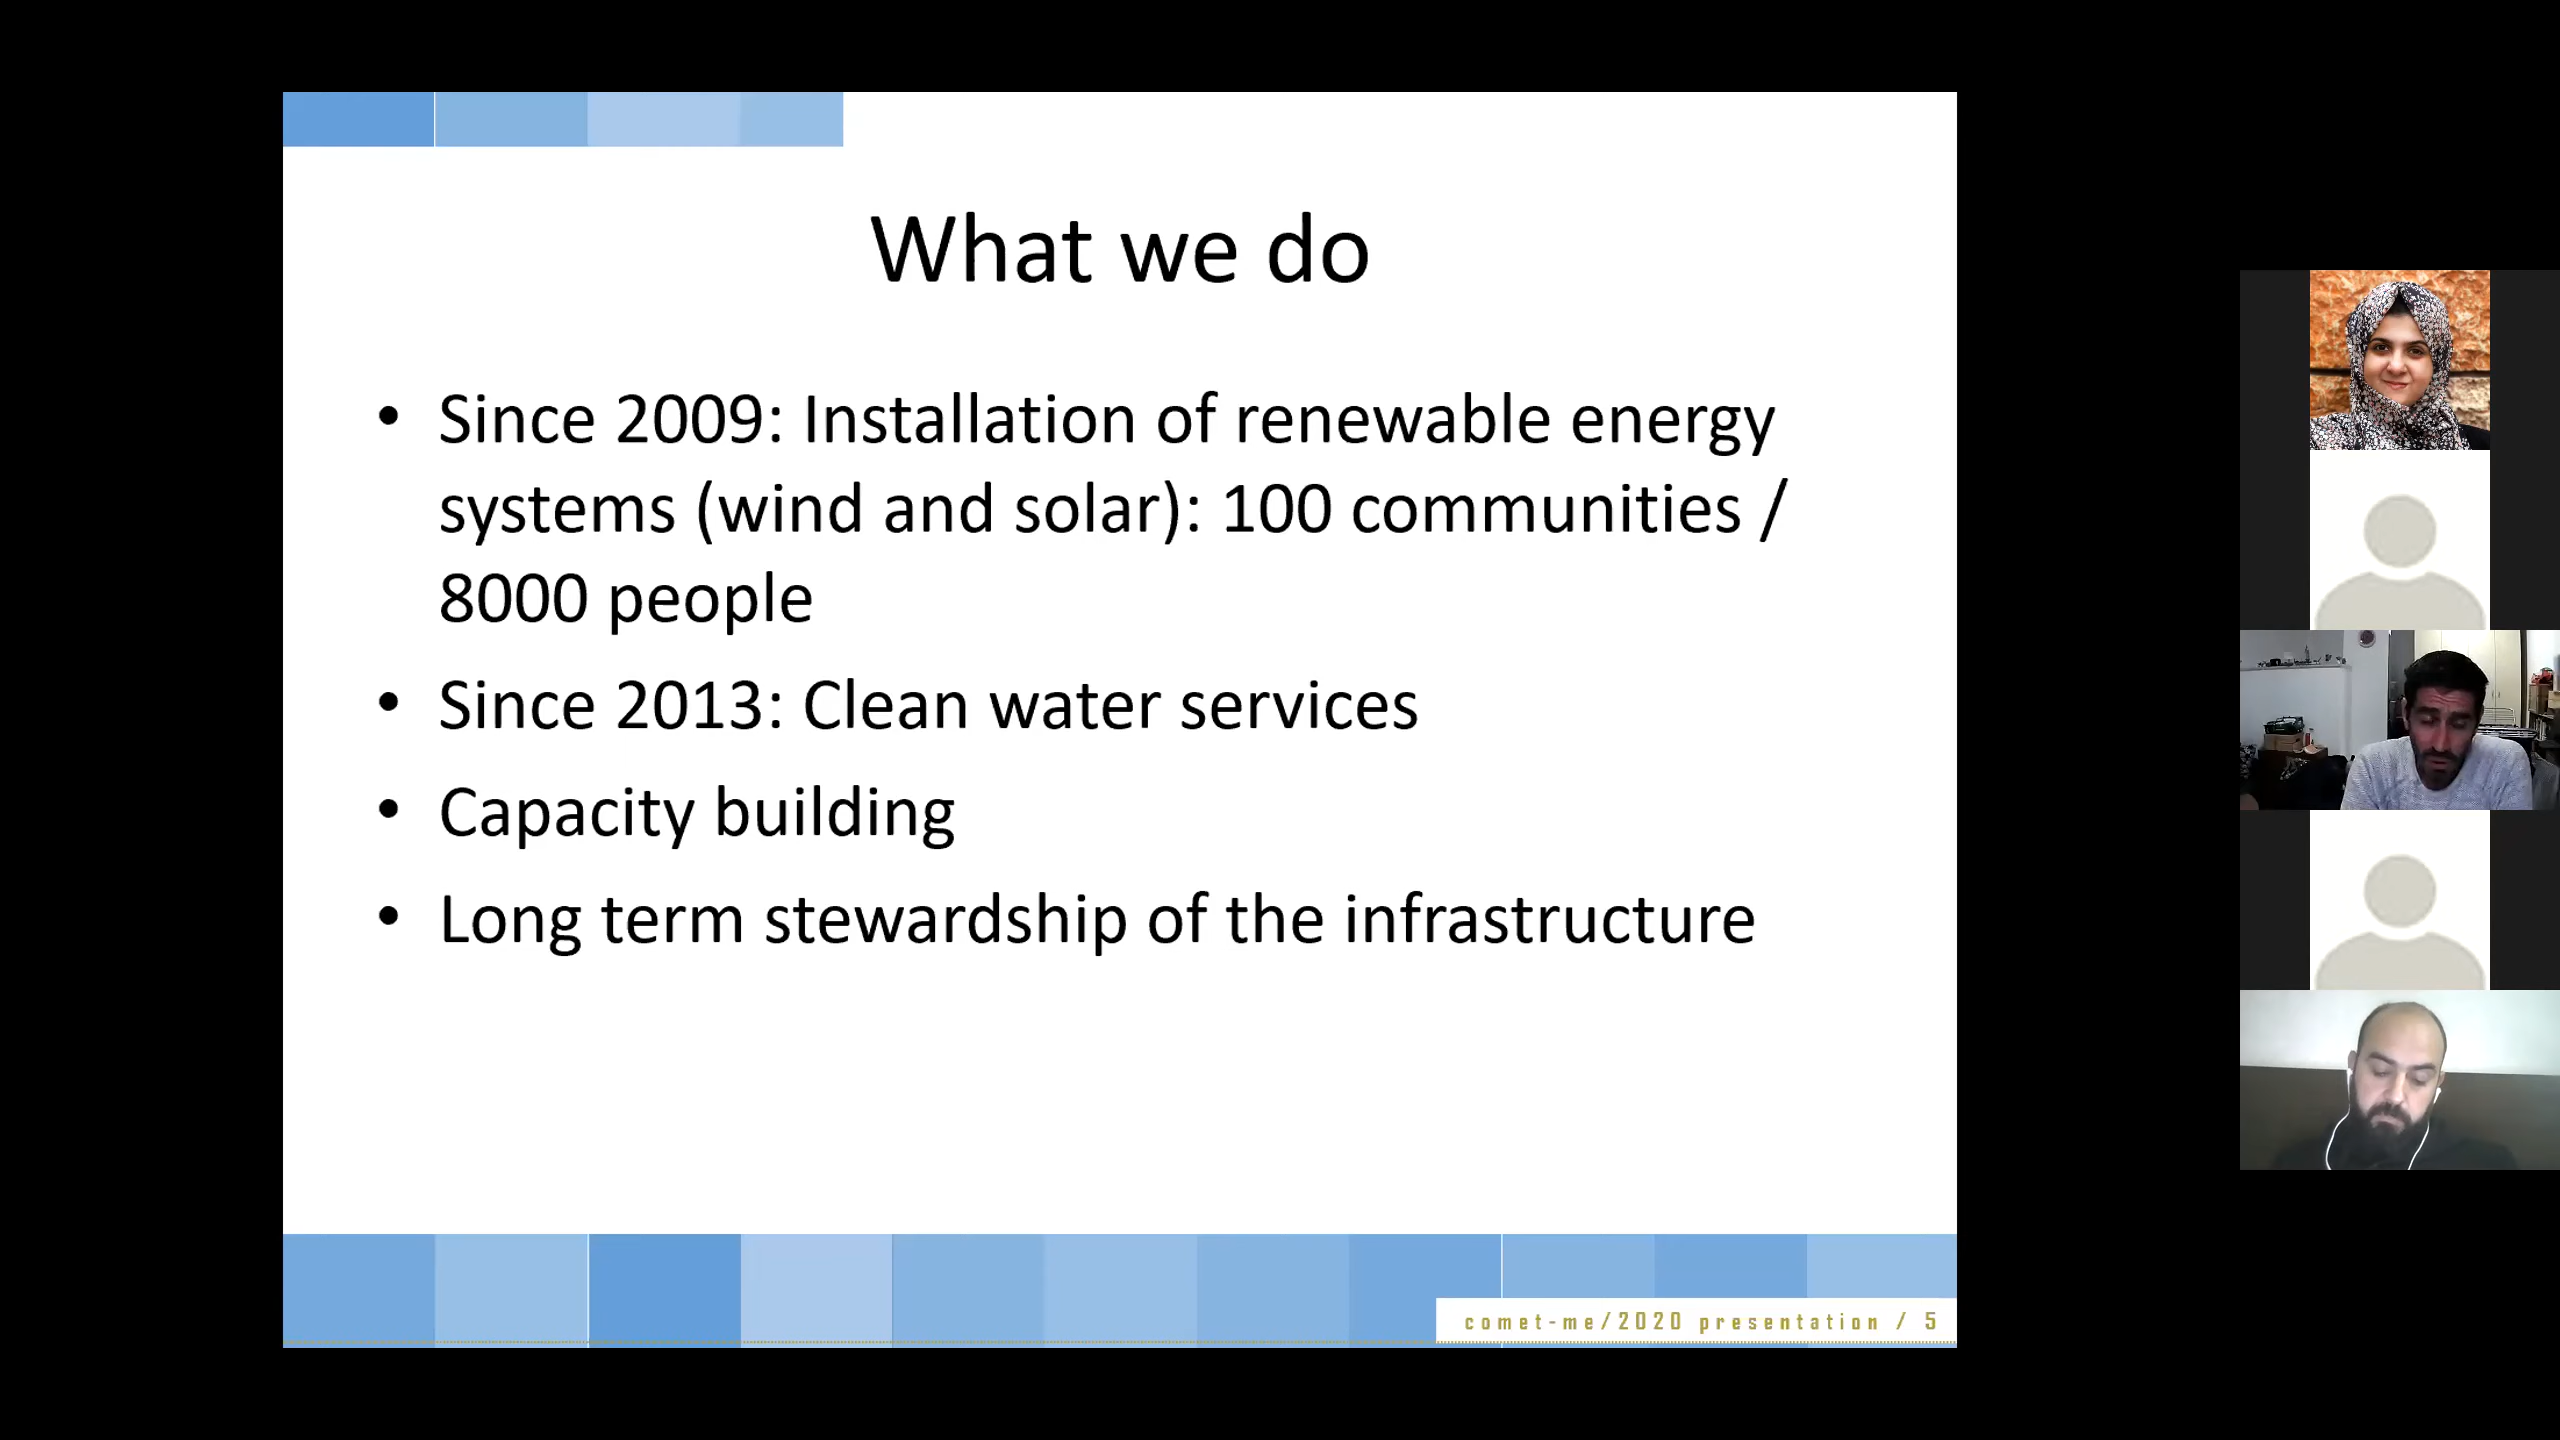 What we do
• Since 2009: Installation of renewable energy
systems (wind and solar): 100 communities /
8000 people
• Since 2013: Clean water services
• Capacity building
• Long term stewardship of the infrastructure
comet-me/2020 presentation / 5